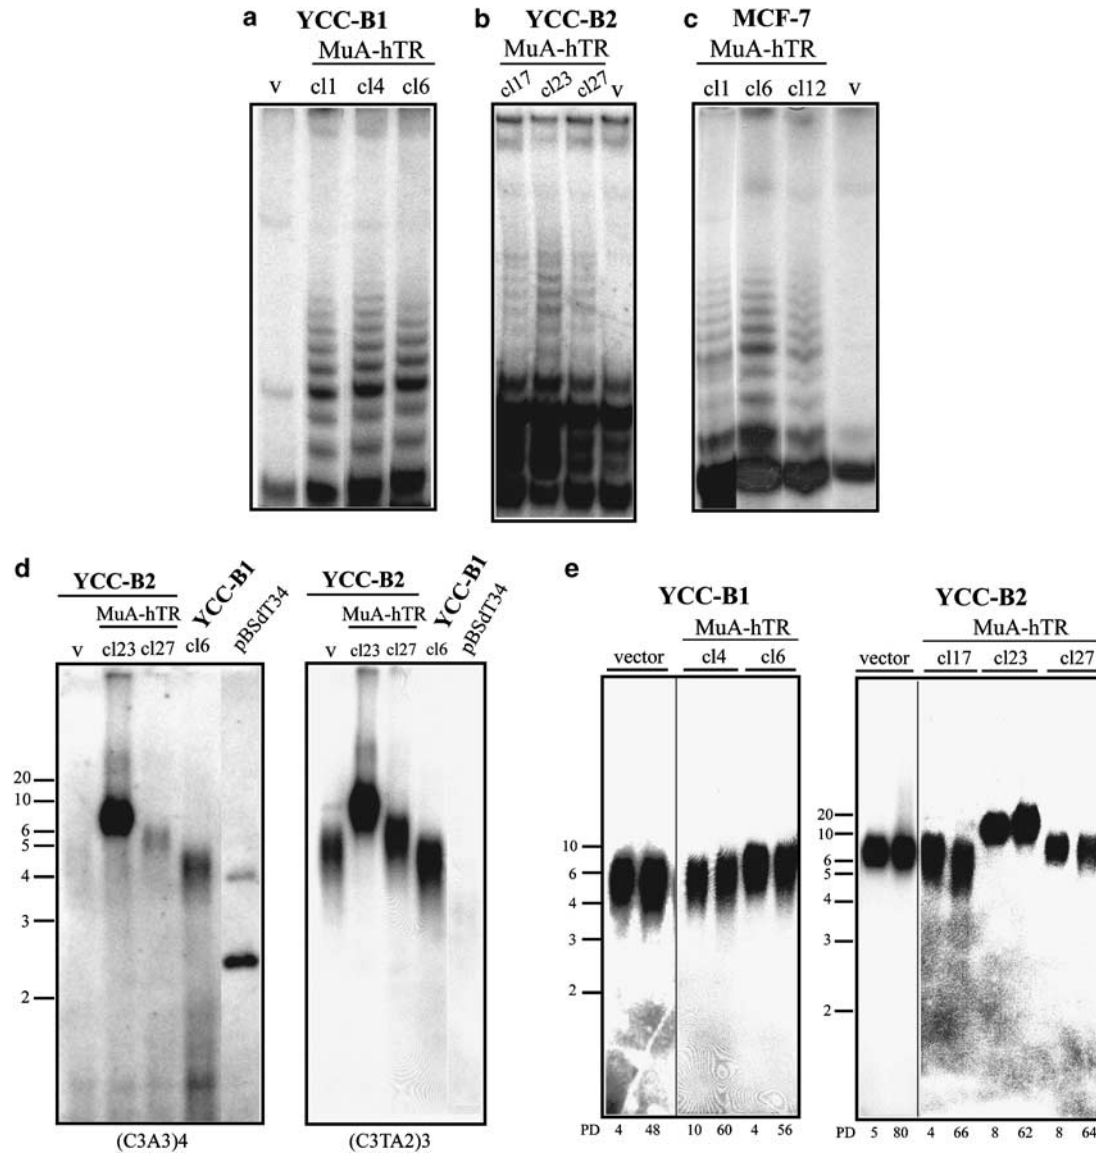 a YCC-B1
MuA-hTR
v cl1 cl4 cl6
b YCC-B2
MuA-hTR
cl17 cl23 cl27 v
c MCF-7
MuA-hTR
cl1 cl6 cl12 v
d
YCC-B2
MuA-hTR
v cl23 cl27 cl6 YCC-B1 pBSdT34
20
10
6
5
4
3
2
(C3A3)4
YCC-B2
MuA-hTR
v cl23 cl27 cl6 YCC-B1 pBSdT34
(C3TA2)3
e
YCC-B1
MuA-hTR
vector cl4 cl6
10
6
4
3
2
PD 4 48 10 60 4 56
YCC-B2
MuA-hTR
vector cl17 cl23 cl27
20
10
6
5
4
3
2
PD 5 80 4 66 8 62 8 64